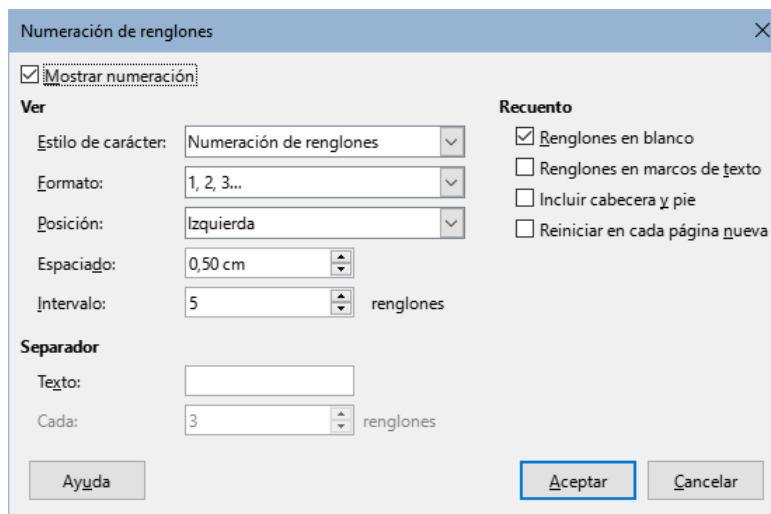 Numeración de renglones
Mostrar numeración
Ver
Estilo de carácter: Numeración de renglones
Formato: 1, 2, 3...
Posición: Izquierda
Espaciado: 0,50 cm
Intervalo: 5 renglones
Separador
Texto:
Cada: 3 renglones
Recuento
Renglones en blanco
Renglones en marcos de texto
Incluir cabecera y pie
Reiniciar en cada página nueva
Ayuda Aceptar Cancelar